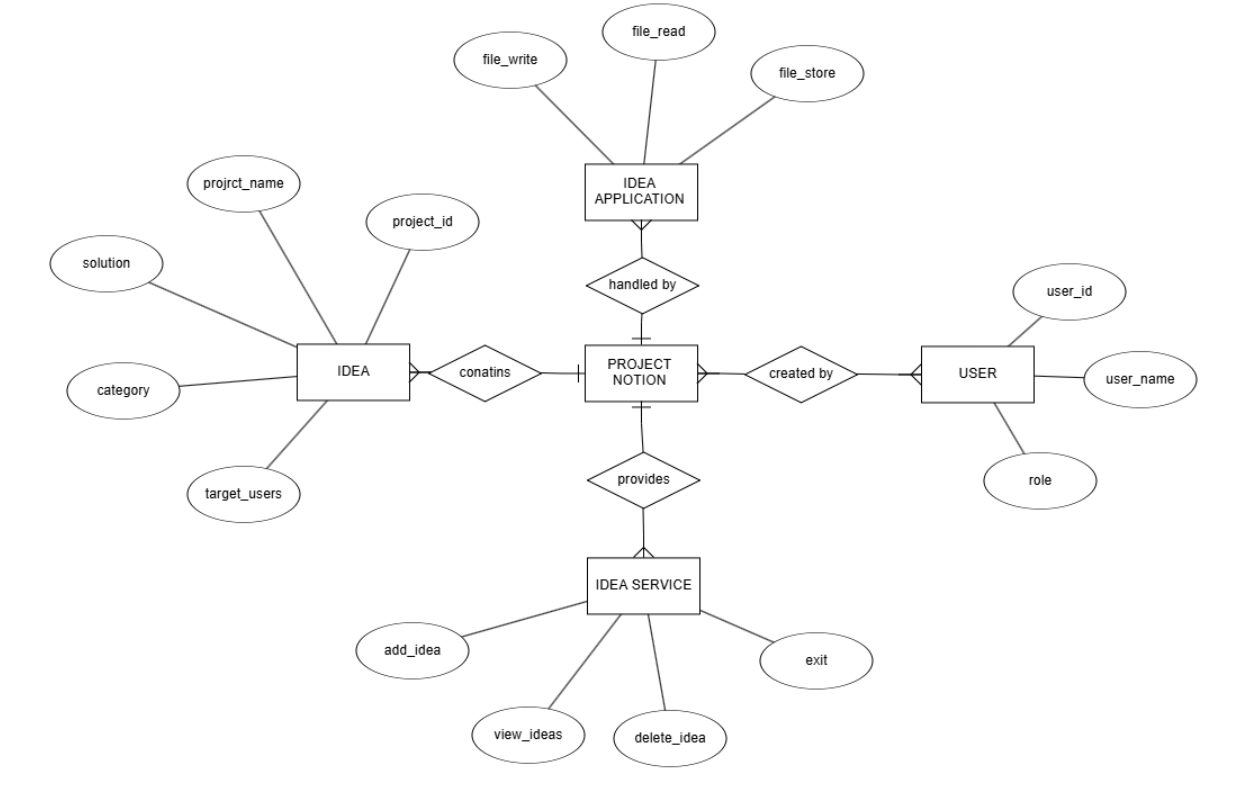 file_read
file_write
file_store
projrct_name
IDEA
APPLICATION
project_id
solution
handled by
user_id
IDEA
conatins
PROJECT
NOTION
created by
USER
user_name
category
provides
role
target_users
IDEA SERVICE
add_idea
exit
view_ideas
delete_idea